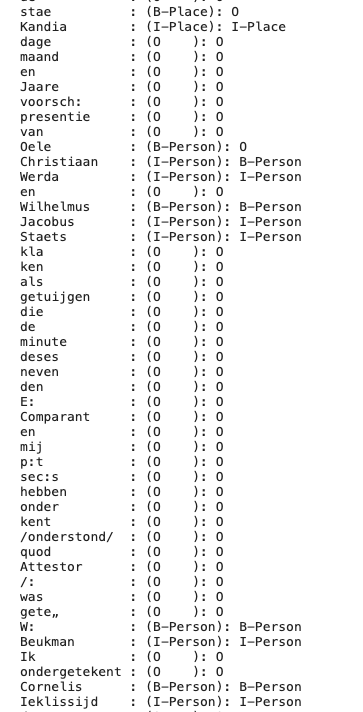 stae : (B-Place): O
Kandia : (I-Place): I-Place
dage : (O ): O
maand : (O ): O
en : (O ): O
Jaare : (O ): O
voorsch: : (O ): O
presentie : (O ): O
van : (O ): O
Oele : (B-Person): O
Christiaan : (I-Person): B-Person
Werda : (I-Person): I-Person
en : (O ): O
Wilhelmus : (B-Person): B-Person
Jacobus : (I-Person): I-Person
Staets : (I-Person): I-Person
kla : (O ): O
ken : (O ): O
als : (O ): O
getuijgen : (O ): O
die : (O ): O
de : (O ): O
minute : (O ): O
deses : (O ): O
neven : (O ): O
den : (O ): O
E: : (O ): O
Comparant : (O ): O
en : (O ): O
mij : (O ): O
p:t : (O ): O
sec:s : (O ): O
hebben : (O ): O
onder : (O ): O
kent : (O ): O
/onderstond/ : (O ): O
quod : (O ): O
Attestor : (O ): O
/: : (O ): O
was : (O ): O
gete„ : (O ): O
W: : (B-Person): B-Person
Beukman : (I-Person): I-Person
Ik : (O ): O
ondergetekent : (O ): O
Cornelis : (B-Person): B-Person
Ieklissijd : (I-Person): I-Person